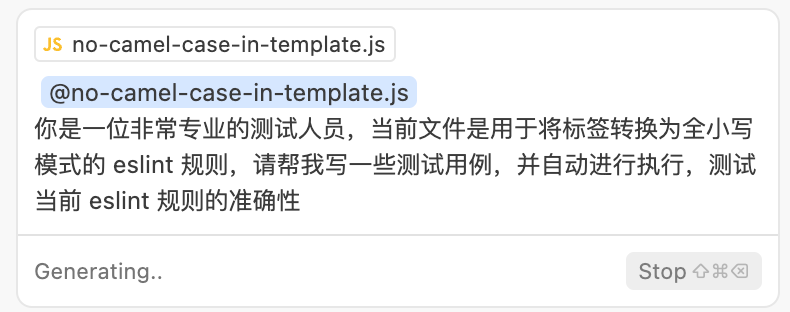 JS no-camel-case-in-template.js
@no-camel-case-in-template.js
你是一位非常专业的测试人员，当前文件是用于将标签转换为全小写
模式的 eslint 规则，请帮我写一些测试用例，并自动进行执行，测试
当前 eslint 规则的准确性
Generating.. Stop ⇧⌘⌫